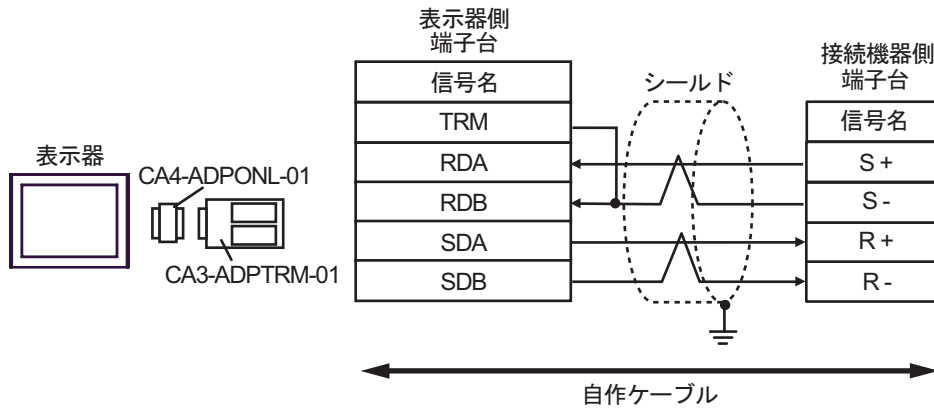 表示器
CA4-ADPONL-01
CA3-ADPTRM-01
表示器側
端子台
信号名
TRM
RDA
RDB
SDA
SDB
シールド
接続機器側
端子台
信号名
S+
S-
R+
R-
自作ケーブル